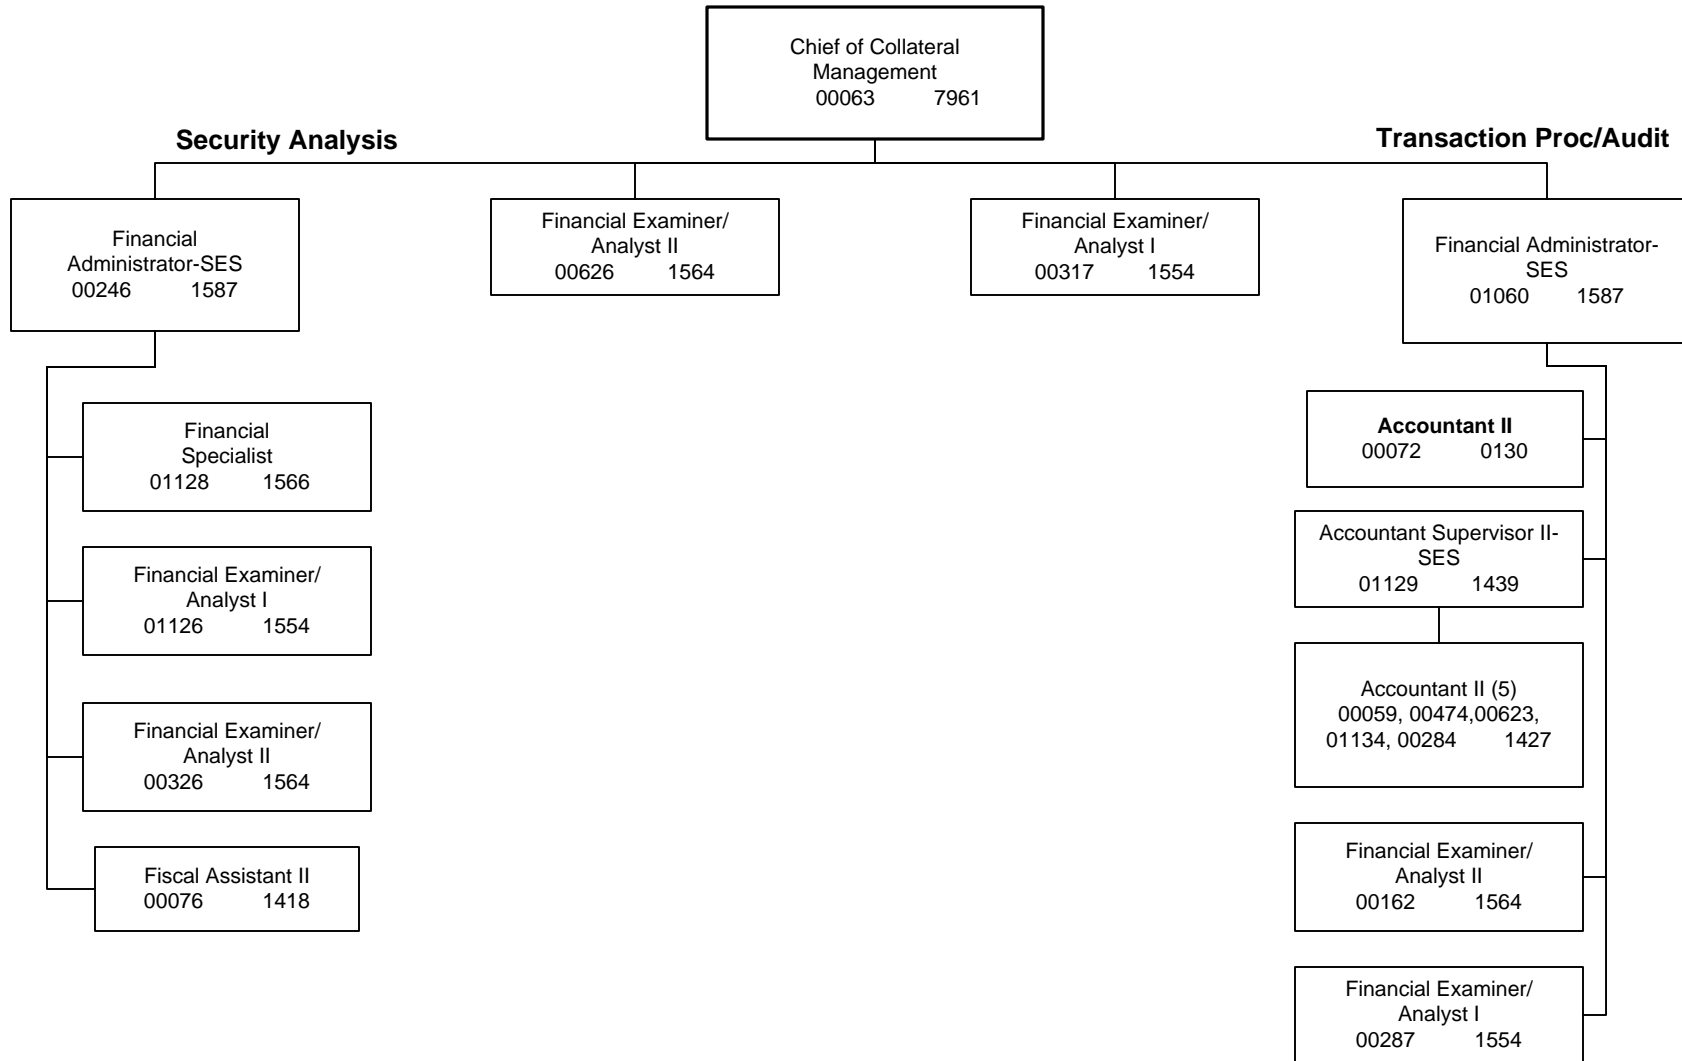 Chief of Collateral
Management
00063 7961
Security Analysis
Transaction Proc/Audit
Financial
Administrator-SES
00246 1587
Financial Examiner/
Analyst II
00626 1564
Financial Examiner/
Analyst I
00317 1554
Financial Administrator-
SES
01060 1587
Financial
Specialist
01128 1566
Financial Examiner/
Analyst I
01126 1554
Financial Examiner/
Analyst II
00326 1564
Fiscal Assistant II
00076 1418
Accountant II
00072 0130
Accountant Supervisor II-
SES
01129 1439
Accountant II (5)
00059, 00474,00623,
01134, 00284 1427
Financial Examiner/
Analyst II
00162 1564
Financial Examiner/
Analyst I
00287 1554